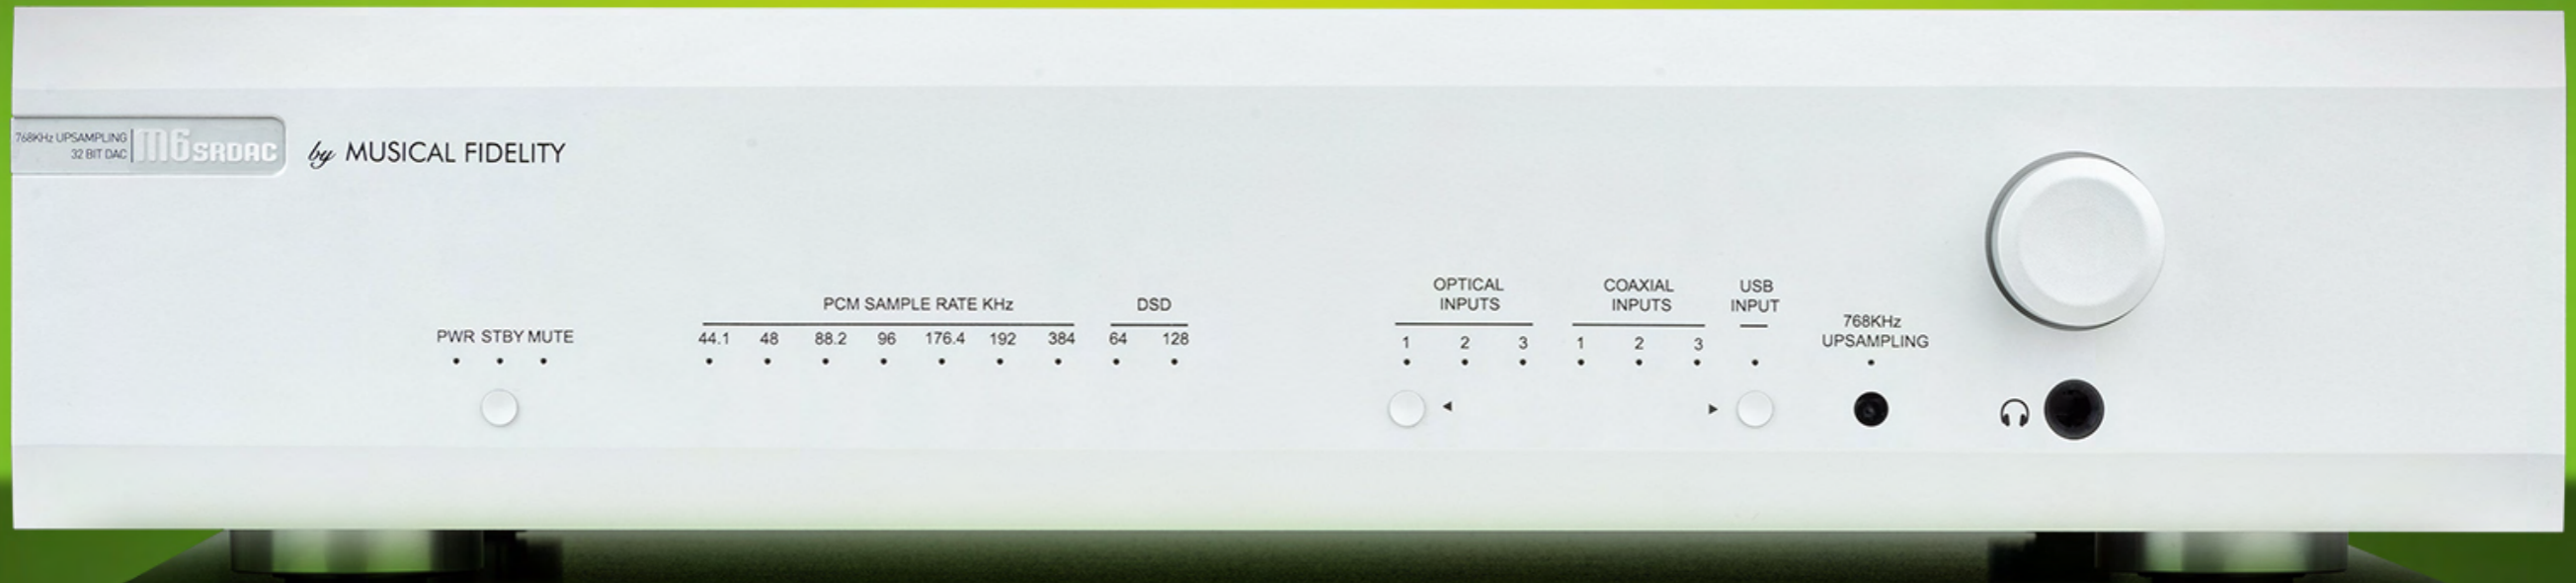 768KHz UPSAMPLING
32 BIT DAC
M6 SRDAC
by MUSICAL FIDELITY
PWR STBY MUTE
PCM SAMPLE RATE KHz
44.1 48 88.2 96 176.4 192 384
DSD
64 128
OPTICAL
INPUTS
1 2 3
COAXIAL
INPUTS
1 2 3
USB
INPUT
768KHz
UPSAMPLING